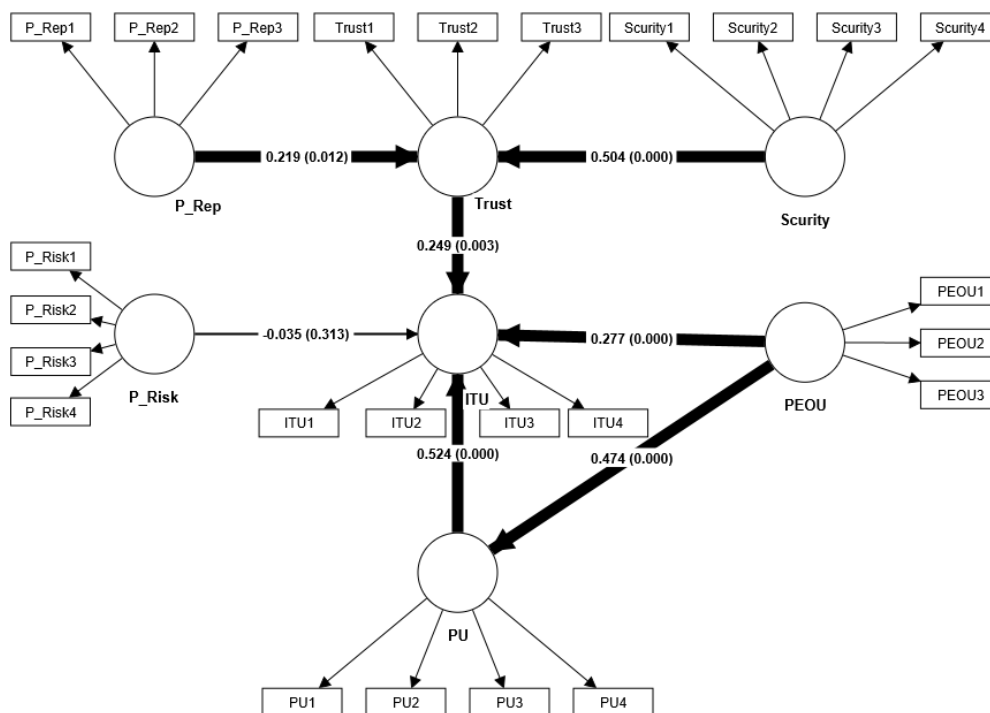 P_Rep1
P_Rep2
P_Rep3
Trust1
Trust2
Trust3
Scurity1
Scurity2
Scurity3
Scurity4
0.219 (0.012)
0.504 (0.000)
P_Rep
Trust
Scurity
0.249 (0.003)
P_Risk1
P_Risk2
P_Risk3
P_Risk4
P_Risk
-0.035 (0.313)
0.277 (0.000)
PEOU1
PEOU2
PEOU3
PEOU
ITU
ITU1
ITU2
ITU3
ITU4
0.524 (0.000)
0.474 (0.000)
PU
PU1
PU2
PU3
PU4